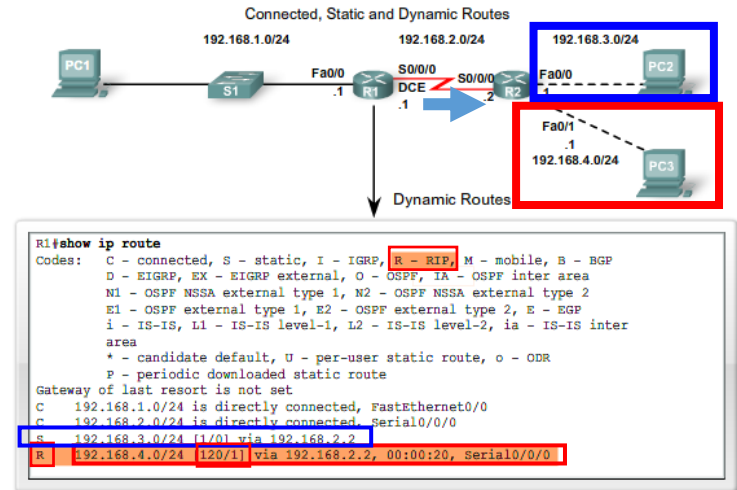 Connected, Static and Dynamic Routes
192.168.1.0/24 192.168.2.0/24 192.168.3.0/24
PC1 S1 Fa0/0 .1 R1 S0/0/0 DCE .1 S0/0/0 .2 R2 Fa0/0 .1 PC2
Fa0/1
.1
192.168.4.0/24
PC3
Dynamic Routes
R1#show ip route
Codes: C - connected, S - static, I - IGRP, R - RIP, M - mobile, B - BGP
D - EIGRP, EX - EIGRP external, O - OSPF, IA - OSPF inter area
N1 - OSPF NSSA external type 1, N2 - OSPF NSSA external type 2
E1 - OSPF external type 1, E2 - OSPF external type 2, E - EGP
i - IS-IS, L1 - IS-IS level-1, L2 - IS-IS level-2, ia - IS-IS inter
area
* - candidate default, U - per-user static route, o - ODR
P - periodic downloaded static route
Gateway of last resort is not set
C 192.168.1.0/24 is directly connected, FastEthernet0/0
C 192.168.2.0/24 is directly connected, Serial0/0/0
S 192.168.3.0/24 [1/0] via 192.168.2.2
R 192.168.4.0/24 [120/1] via 192.168.2.2, 00:00:20, Serial0/0/0